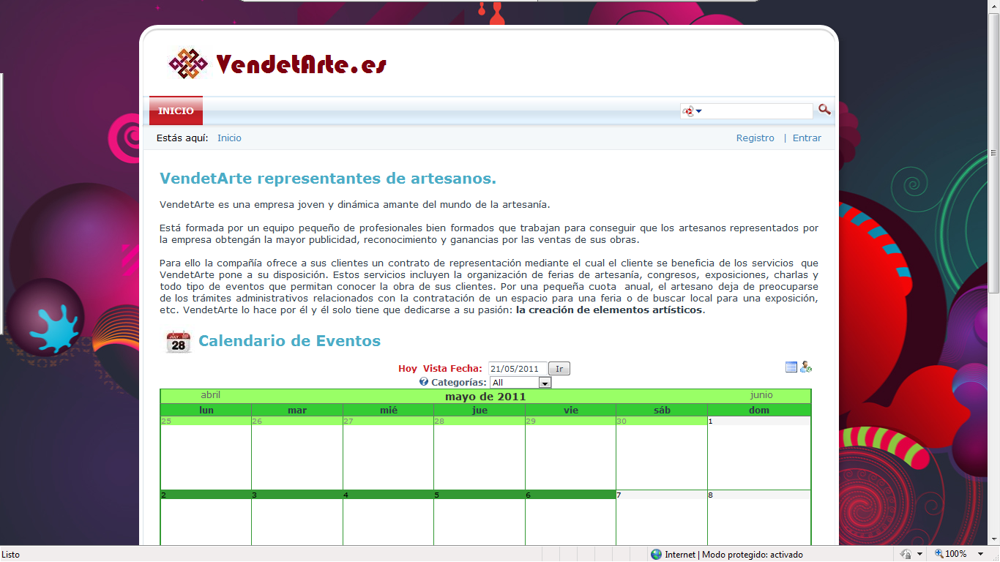 VendetArte.es
INICIO
Estás aquí: Inicio
Registro | Entrar
VendetArte representantes de artesanos.
VendetArte es una empresa joven y dinámica amante del mundo de la artesanía.
Está formada por un equipo pequeño de profesionales bien formados que trabajan para conseguir que los artesanos representados por
la empresa obtengán la mayor publicidad, reconocimiento y ganancias por las ventas de sus obras.
Para ello la compañía ofrece a sus clientes un contrato de representación mediante el cual el cliente se beneficia de los servicios que
VendetArte pone a su disposición. Estos servicios incluyen la organización de ferias de artesanía, congresos, exposiciones, charlas y
todo tipo de eventos que permitan conocer la obra de sus clientes. Por una pequeña cuota anual, el artesano deja de preocuparse
de los trámites administrativos relacionados con la contratación de un espacio para una feria o de buscar local para una exposición,
etc. VendetArte lo hace por él y él solo tiene que dedicarse a su pasión: la creación de elementos artísticos.
JULY
28
Calendario de Eventos
Hoy Vista Fecha: 21/05/2011 Ir
Categorías: All
abril mayo de 2011 junio
lun mar mié jue vie sáb dom
25 26 27 28 29 30 1
2 3 4 5 6 7 8
Listo
Internet | Modo protegido: activado
100%